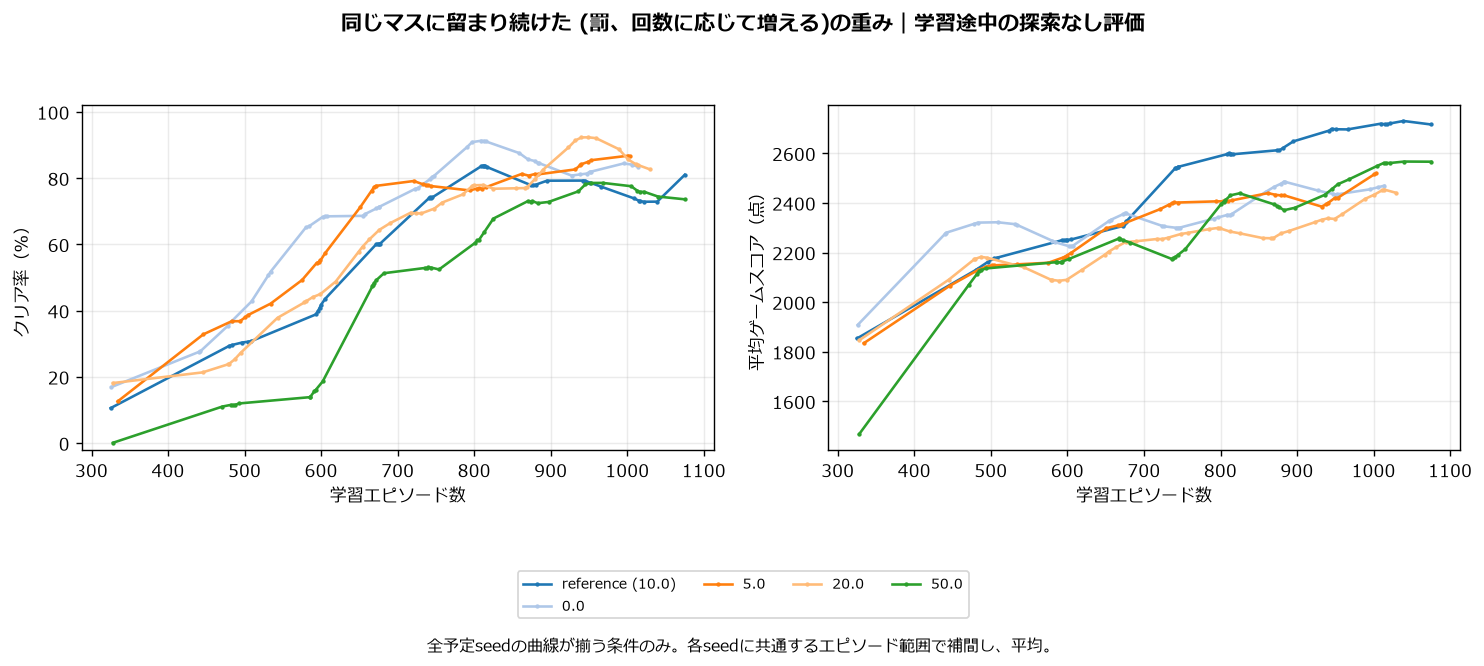 同じマスに留まり続けた (罰、回数に応じて増える)の重み｜学習途中の探索なし評価
クリア率 (%)
100
80
60
40
20
0
300 400 500 600 700 800 900 1000 1100
学習エピソード数
平均ゲームスコア (点)
2600
2400
2200
2000
1800
1600
300 400 500 600 700 800 900 1000 1100
学習エピソード数
reference (10.0) 5.0 20.0 50.0
0.0
全予定seedの曲線が揃う条件のみ。各seedに共通するエピソード範囲で補間し、平均。